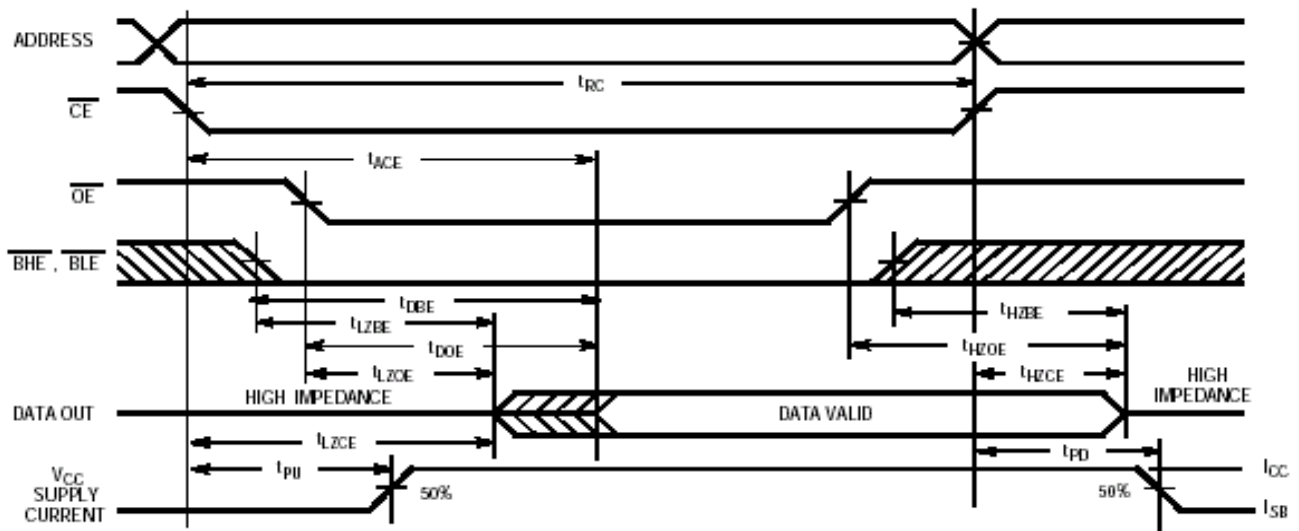 ADDRESS
tRC
CE
tACE
OE
BHE , BLE
tDBE
tLZBE
tHZBE
tDOE
tHZOE
tLZOE
tHZCE
HIGH IMPEDANCE
HIGH
IMPEDANCE
DATA OUT
DATA VALID
tLZCE
tPU
tPD
VCC
SUPPLY
CURRENT
50%
50%
ICC
ISB